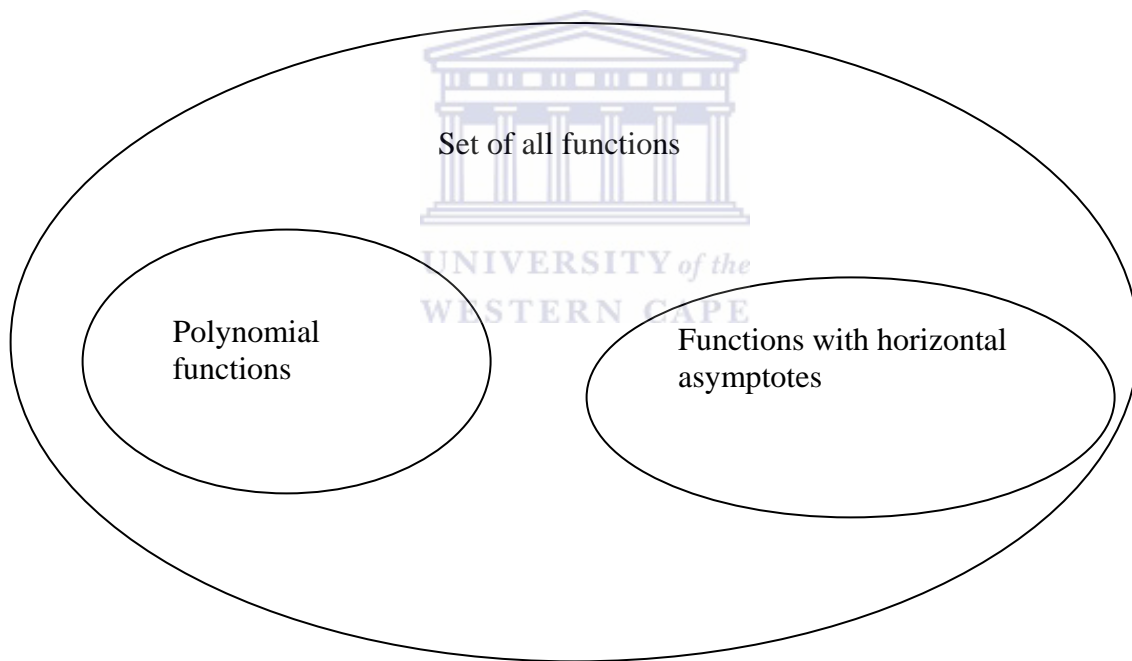 Set of all functions
UNIVERSITY of the
WESTERN CAPE
Polynomial
functions
Functions with horizontal
asymptotes